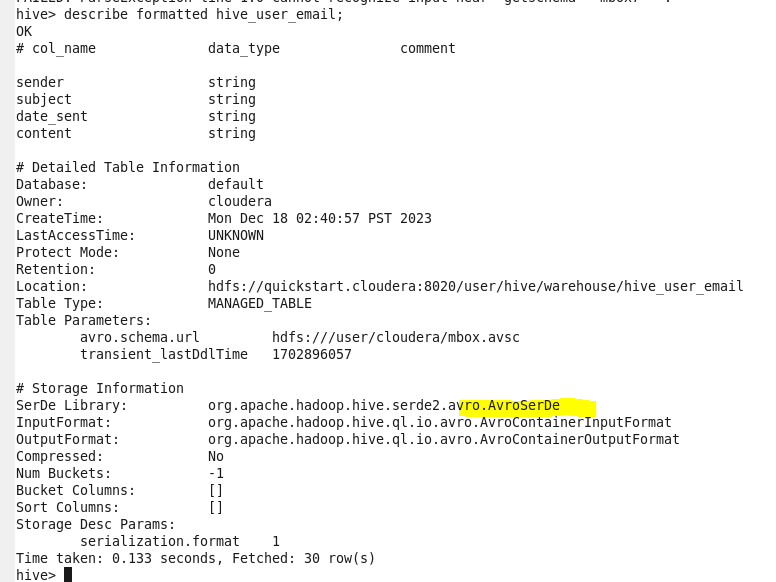 hive> describe formatted hive_user_email;
OK
# col_name data_type comment
sender string
subject string
date_sent string
content string
# Detailed Table Information
Database: default
Owner: cloudera
CreateTime: Mon Dec 18 02:40:57 PST 2023
LastAccessTime: UNKNOWN
Protect Mode: None
Retention: 0
Location: hdfs://quickstart.cloudera:8020/user/hive/warehouse/hive_user_email
Table Type: MANAGED_TABLE
Table Parameters:
avro.schema.url hdfs:///user/cloudera/mbox.avsc
transient_lastDdlTime 1702896057
# Storage Information
SerDe Library: org.apache.hadoop.hive.serde2.avro.AvroSerDe
InputFormat: org.apache.hadoop.hive.ql.io.avro.AvroContainerInputFormat
OutputFormat: org.apache.hadoop.hive.ql.io.avro.AvroContainerOutputFormat
Compressed: No
Num Buckets: -1
Bucket Columns: []
Sort Columns: []
Storage Desc Params:
serialization.format 1
Time taken: 0.133 seconds, Fetched: 30 row(s)
hive>